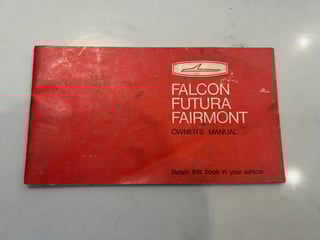 FALCON
FUTURA
FAIRMONT
OWNER'S MANUAL
Retain this book in your vehicle